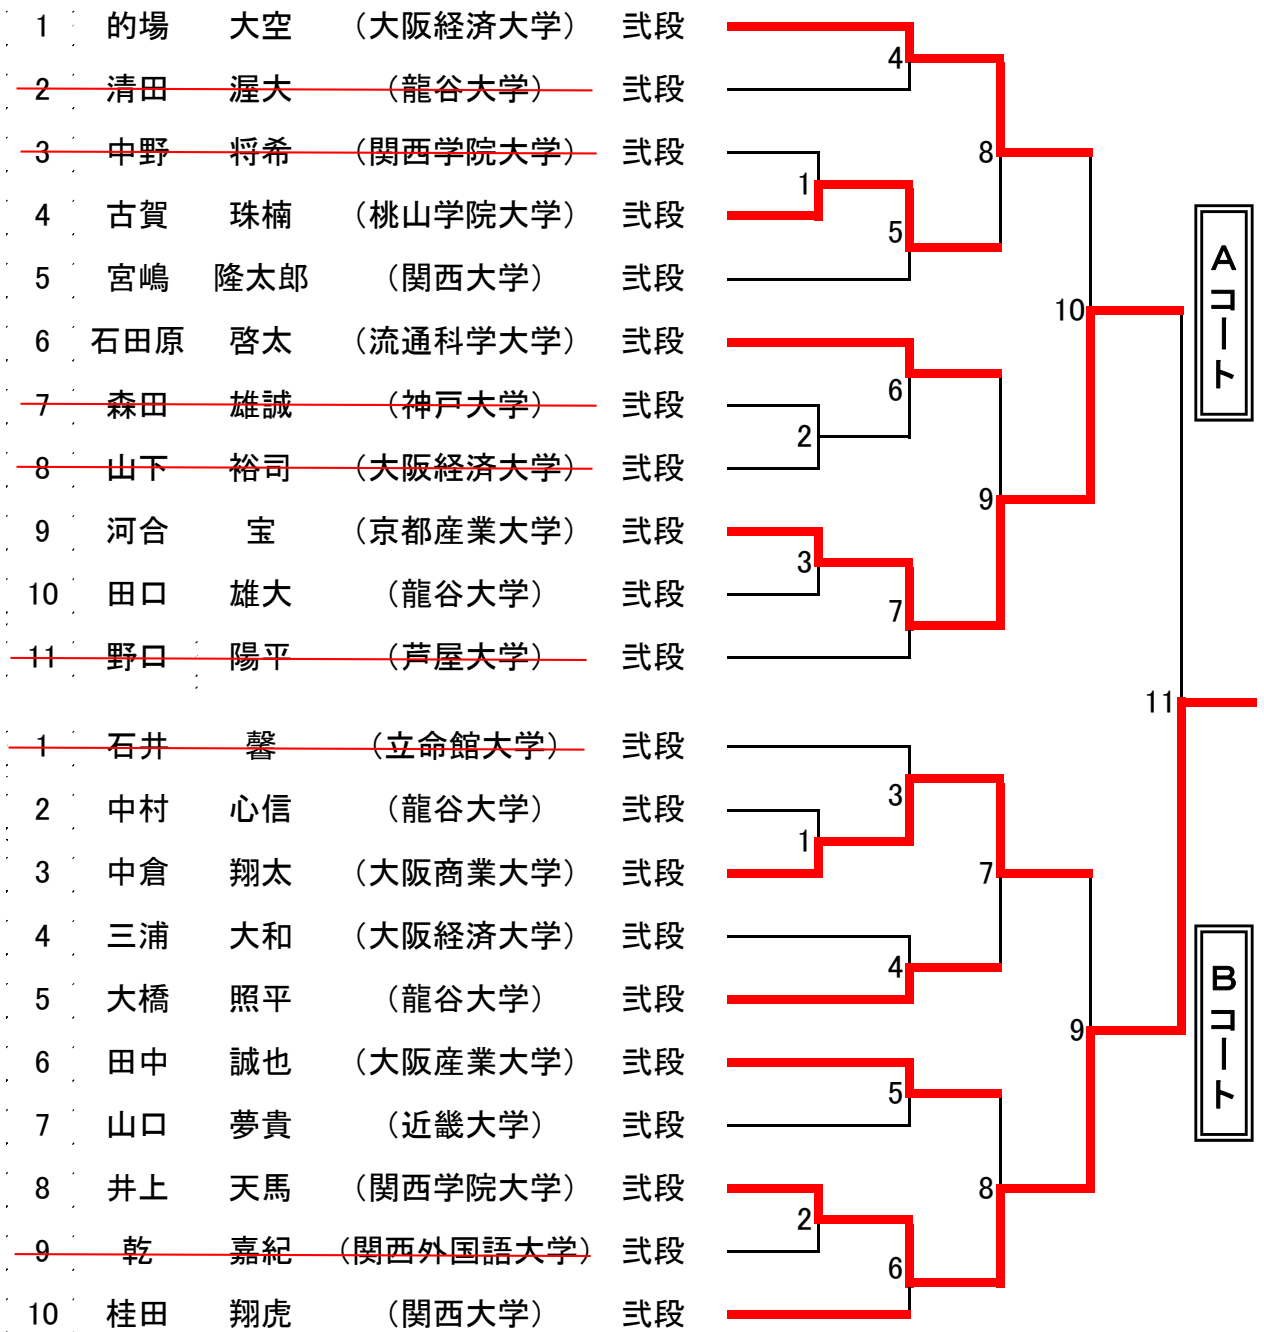 1 的場 大空 （大阪経済大学） 弐段
2 清田 渥大 （龍谷大学） 弐段
3 中野 将希 （関西学院大学） 弐段
4 古賀 珠楠 （桃山学院大学） 弐段
5 宮嶋 隆太郎 （関西大学） 弐段
6 石田原 啓太 （流通科学大学） 弐段
7 森田 雄誠 （神戸大学） 弐段
8 山下 裕司 （大阪経済大学） 弐段
9 河合 宝 （京都産業大学） 弐段
10 田口 雄大 （龍谷大学） 弐段
11 野口 陽平 （芦屋大学） 弐段
4
8
1
5
10
6
2
9
3
7
Aコート
11
1 石井 馨 （立命館大学） 弐段
2 中村 心信 （龍谷大学） 弐段
3 中倉 翔太 （大阪商業大学） 弐段
4 三浦 大和 （大阪経済大学） 弐段
5 大橋 照平 （龍谷大学） 弐段
6 田中 誠也 （大阪産業大学） 弐段
7 山口 夢貴 （近畿大学） 弐段
8 井上 天馬 （関西学院大学） 弐段
9 乾 嘉紀 （関西外国語大学） 弐段
10 桂田 翔虎 （関西大学） 弐段
3
1
7
4
9
5
8
2
6
Bコート